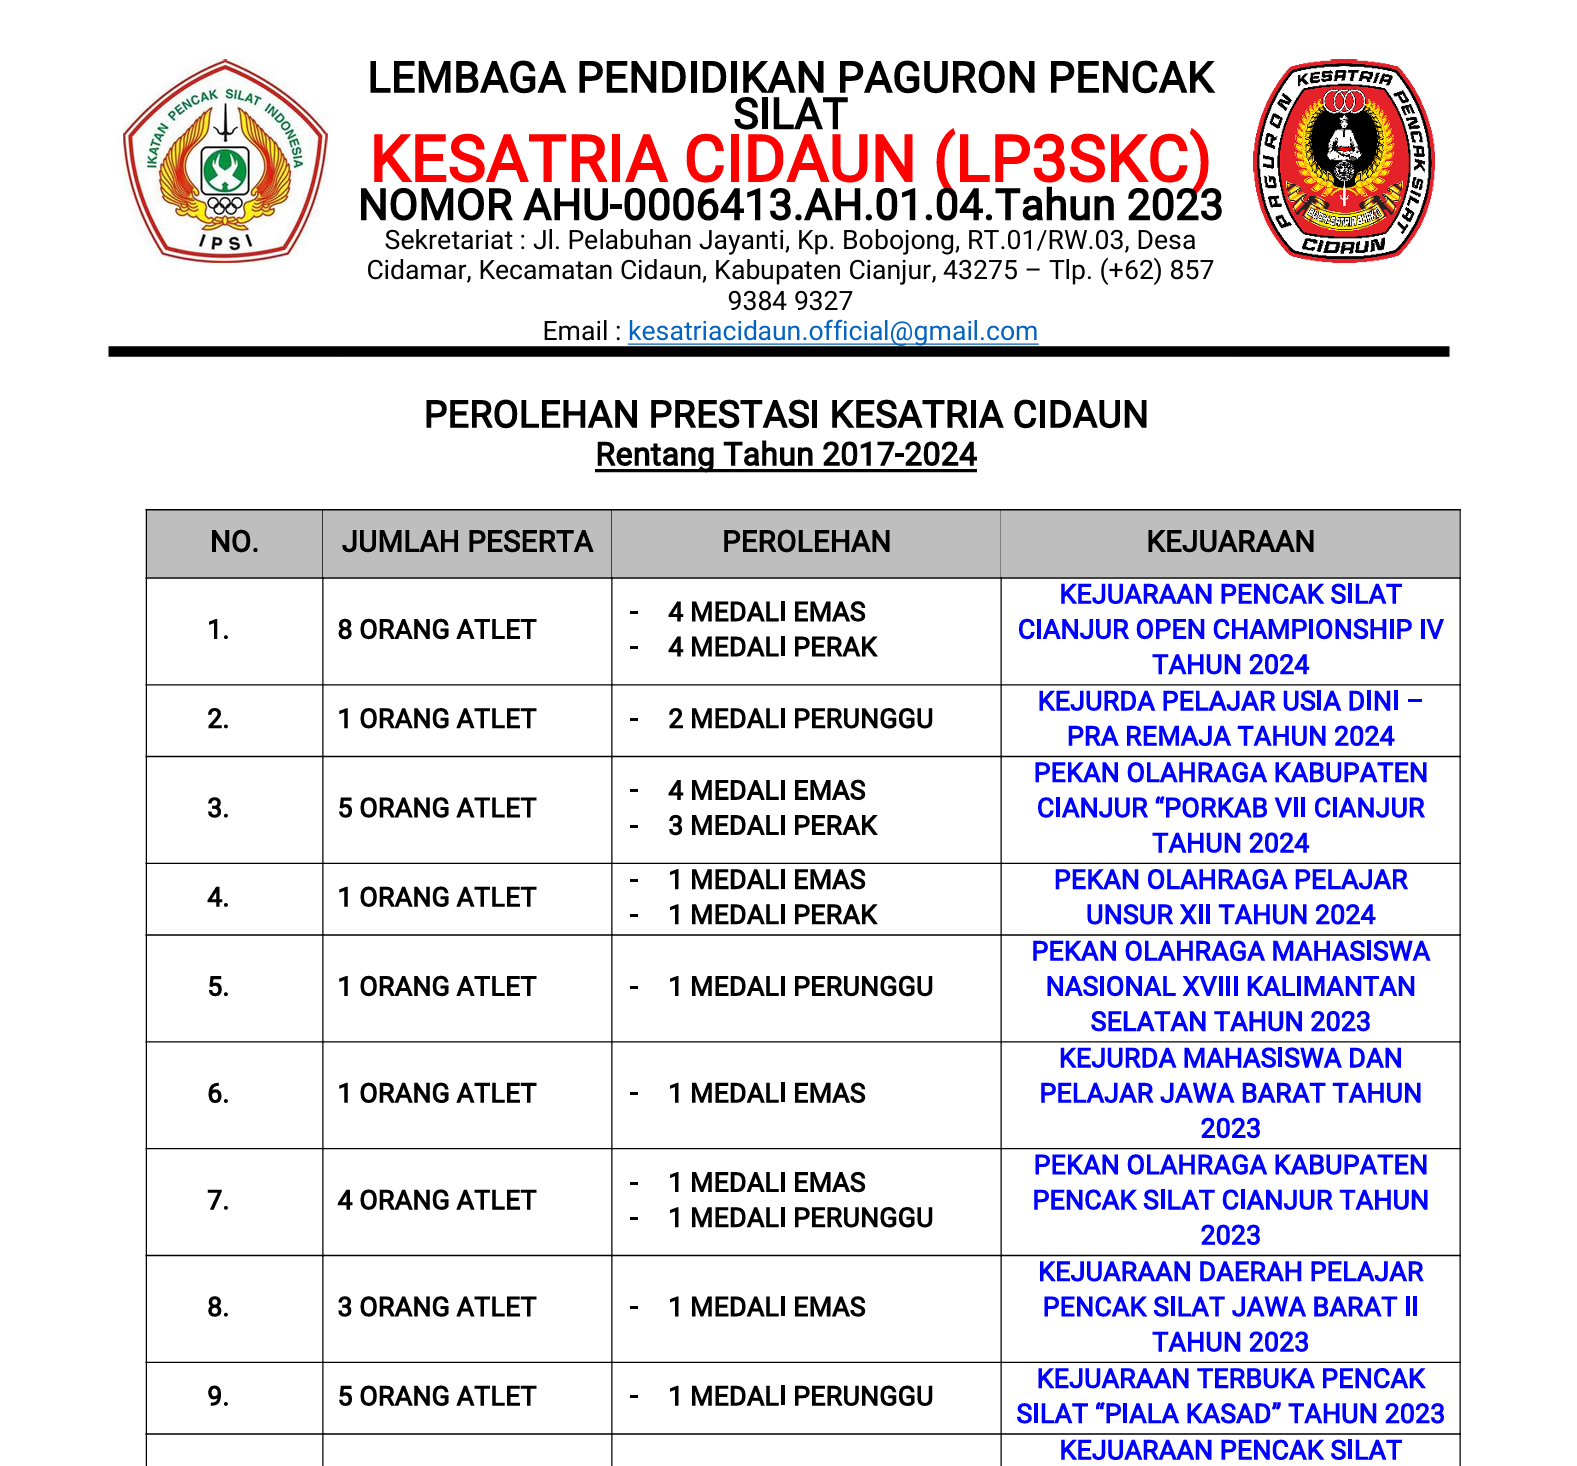 IKATAN PENCAK SILAT INDONESIA
IPSI
LEMBAGA PENDIDIKAN PAGURON PENCAK
SILAT
KESATRIA CIDAUN (LP3SKC)
NOMOR AHU-0006413.AH.01.04.Tahun 2023
Sekretariat : Jl. Pelabuhan Jayanti, Kp. Bobojong, RT.01/RW.03, Desa
Cidamar, Kecamatan Cidaun, Kabupaten Cianjur, 43275 – Tlp. (+62) 857
9384 9327
Email : kesatriacidaun.official@gmail.com
PAGURON KESATRIA PENCAK SILAT
CIDAUN
PEROLEHAN PRESTASI KESATRIA CIDAUN
Rentang Tahun 2017-2024
NO. JUMLAH PESERTA PEROLEHAN KEJUARAAN
1.
8 ORANG ATLET
- 4 MEDALI EMAS
- 4 MEDALI PERAK
KEJUARAAN PENCAK SILAT
CIANJUR OPEN CHAMPIONSHIP IV
TAHUN 2024
2.
1 ORANG ATLET
- 2 MEDALI PERUNGGU
KEJURDA PELAJAR USIA DINI –
PRA REMAJA TAHUN 2024
3.
5 ORANG ATLET
- 4 MEDALI EMAS
- 3 MEDALI PERAK
PEKAN OLAHRAGA KABUPATEN
CIANJUR “PORKAB VII CIANJUR
TAHUN 2024
4.
1 ORANG ATLET
- 1 MEDALI EMAS
- 1 MEDALI PERAK
PEKAN OLAHRAGA PELAJAR
UNSUR XII TAHUN 2024
5.
1 ORANG ATLET
- 1 MEDALI PERUNGGU
PEKAN OLAHRAGA MAHASISWA
NASIONAL XVIII KALIMANTAN
SELATAN TAHUN 2023
6.
1 ORANG ATLET
- 1 MEDALI EMAS
KEJURDA MAHASISWA DAN
PELAJAR JAWA BARAT TAHUN
2023
7.
4 ORANG ATLET
- 1 MEDALI EMAS
- 1 MEDALI PERUNGGU
PEKAN OLAHRAGA KABUPATEN
PENCAK SILAT CIANJUR TAHUN
2023
8.
3 ORANG ATLET
- 1 MEDALI EMAS
KEJUARAAN DAERAH PELAJAR
PENCAK SILAT JAWA BARAT II
TAHUN 2023
9.
5 ORANG ATLET
- 1 MEDALI PERUNGGU
KEJUARAAN TERBUKA PENCAK
SILAT “PIALA KASAD” TAHUN 2023
KEJUARAAN PENCAK SILAT